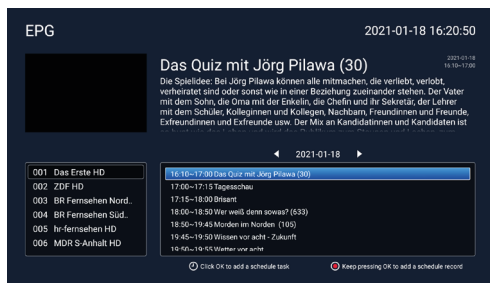 EPG
2021-01-18 16:20:50
Das Quiz mit Jörg Pilawa (30)
2021-01-18
16:10~17:00
Die Spielidee: Bei Jörg Pilawa können alle mitmachen, die verliebt, verlobt,
verheiratet sind oder sonst wie in einer Beziehung zueinander stehen. Der Vater
mit dem Sohn, die Oma mit der Enkelin, die Chefin und ihr Sekretär, der Lehrer
mit dem Schüler, Kolleginnen und Kollegen, Nachbarn, Freundinnen und Freunde,
Exfreundinnen und Exfreunde usw. Der Mix an Kandidatinnen und Kandidaten ist
2021-01-18
001 Das Erste HD
002 ZDF HD
003 BR Fernsehen Nord..
004 BR Fernsehen Süd..
005 hr-fernsehen HD
006 MDR S-Anhalt HD
16:10~17:00 Das Quiz mit Jörg Pilawa (30)
17:00~17:15 Tagesschau
17:15~18:00 Brisant
18:00~18:50 Wer weiß denn sowas? (633)
18:50~19:45 Morden im Norden (105)
19:45~19:50 Wissen vor acht - Zukunft
19:50~19:55 Wetter vor acht
Click OK to add a schedule task
Keep pressing OK to add a schedule record